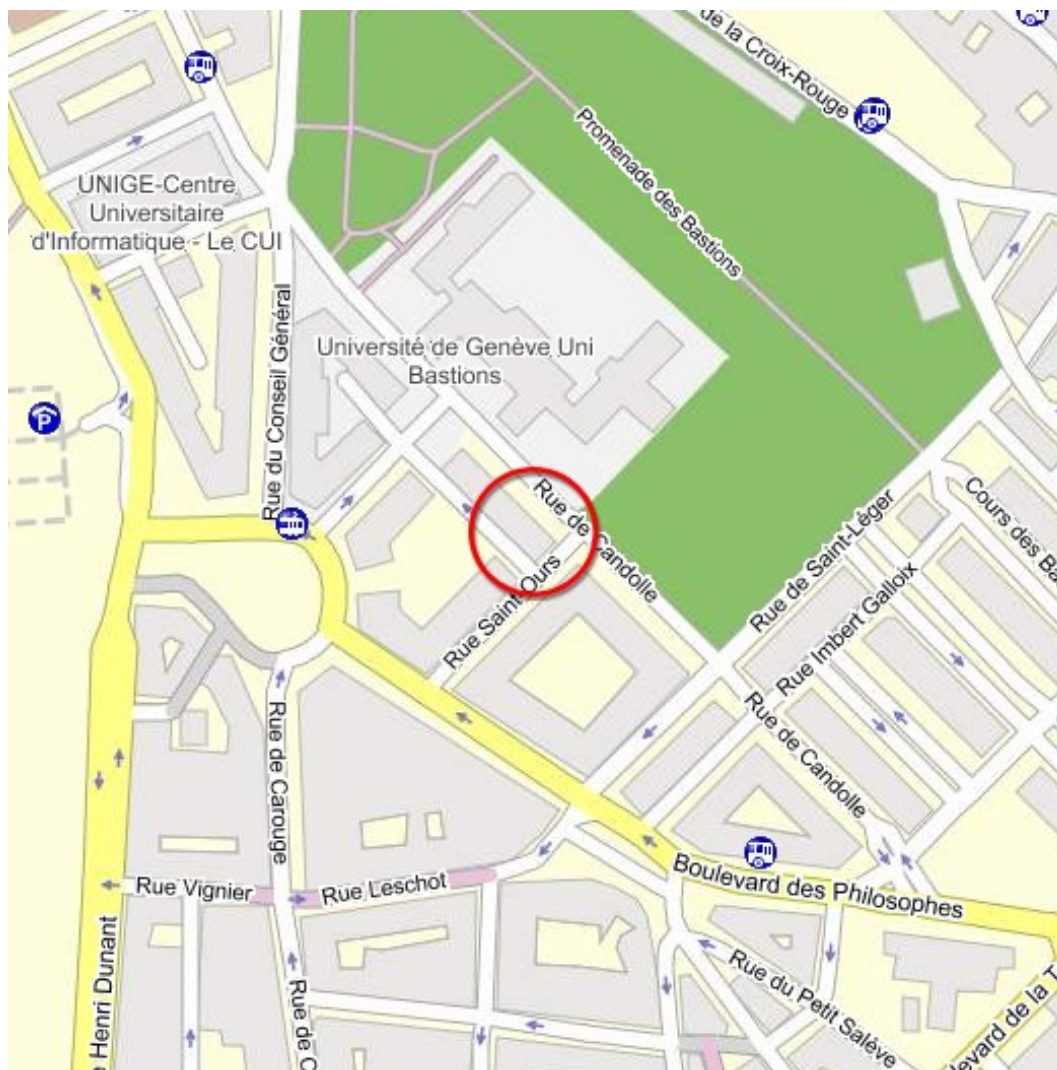 de la Croix-Rouge
Promenade des Bastions
UNIGE-Centre
Universitaire
d'Informatique - Le CUI
Rue du Conseil Général
Université de Genève Uni
Bastions
P
Rue de Candolle
Cours des Ba
Rue de Saint-Léger
Rue Saint-Ours
Rue Imbert Galloix
Rue de Candolle
Rue de Carouge
Boulevard des Philosophes
Rue Vignier
Rue Leschot
Henri Dunant
Rue de C
Rue du Petit Salève
levard de la T